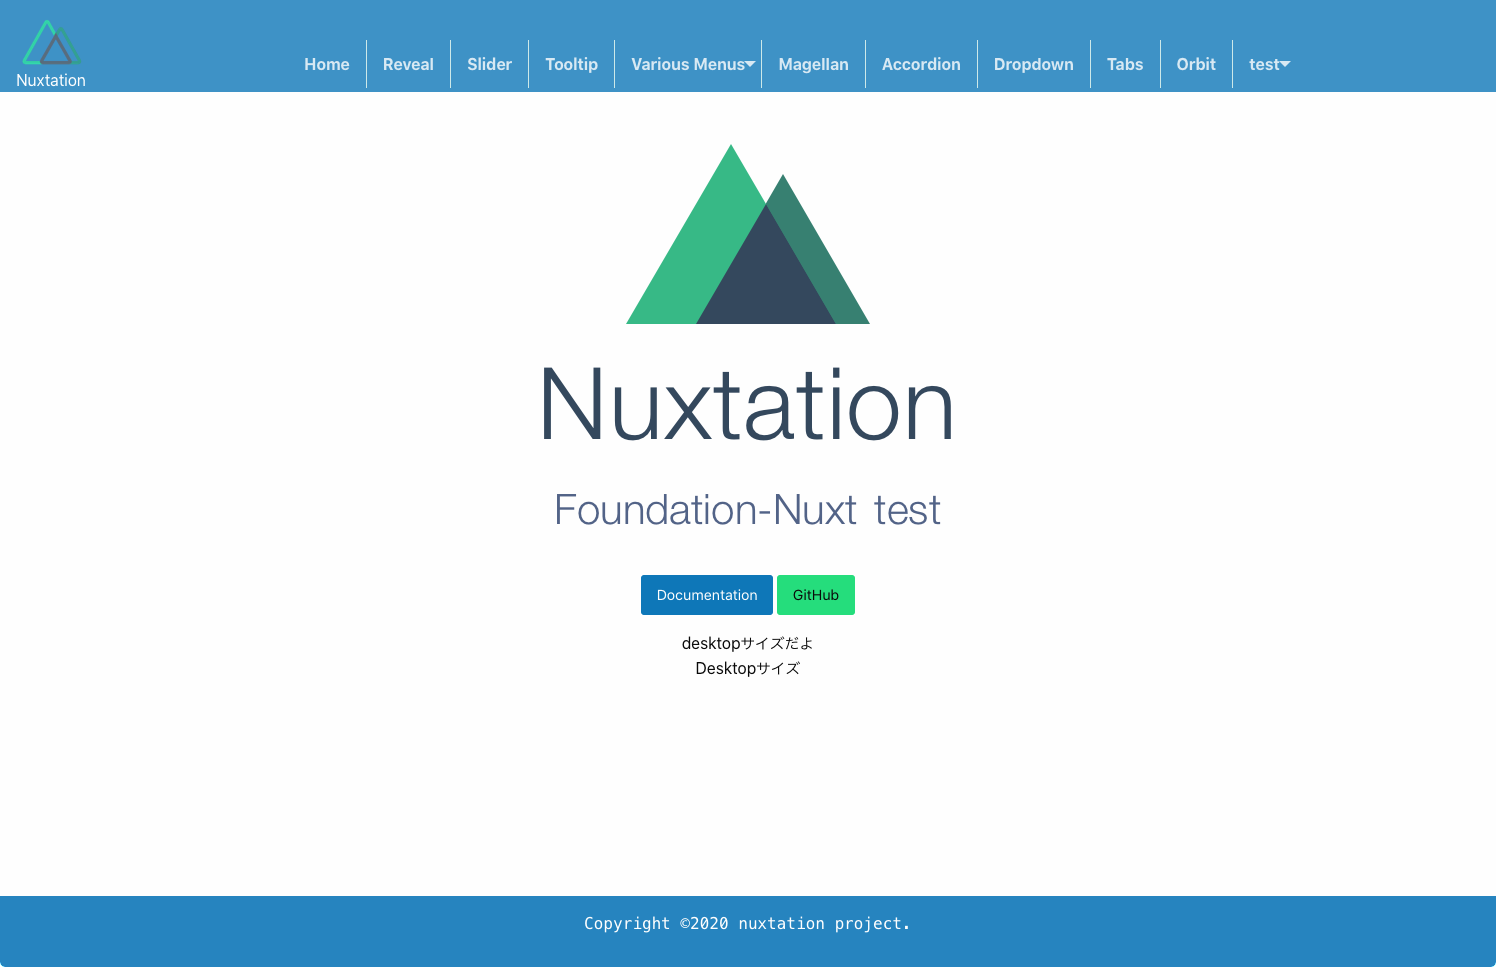 Nuxtation
Home Reveal Slider Tooltip Various Menus Magellan Accordion Dropdown Tabs Orbit test
Nuxtation
Foundation-Nuxt test
Documentation GitHub
desktopサイズだよ
Desktopサイズ
Copyright ©2020 nuxtation project.